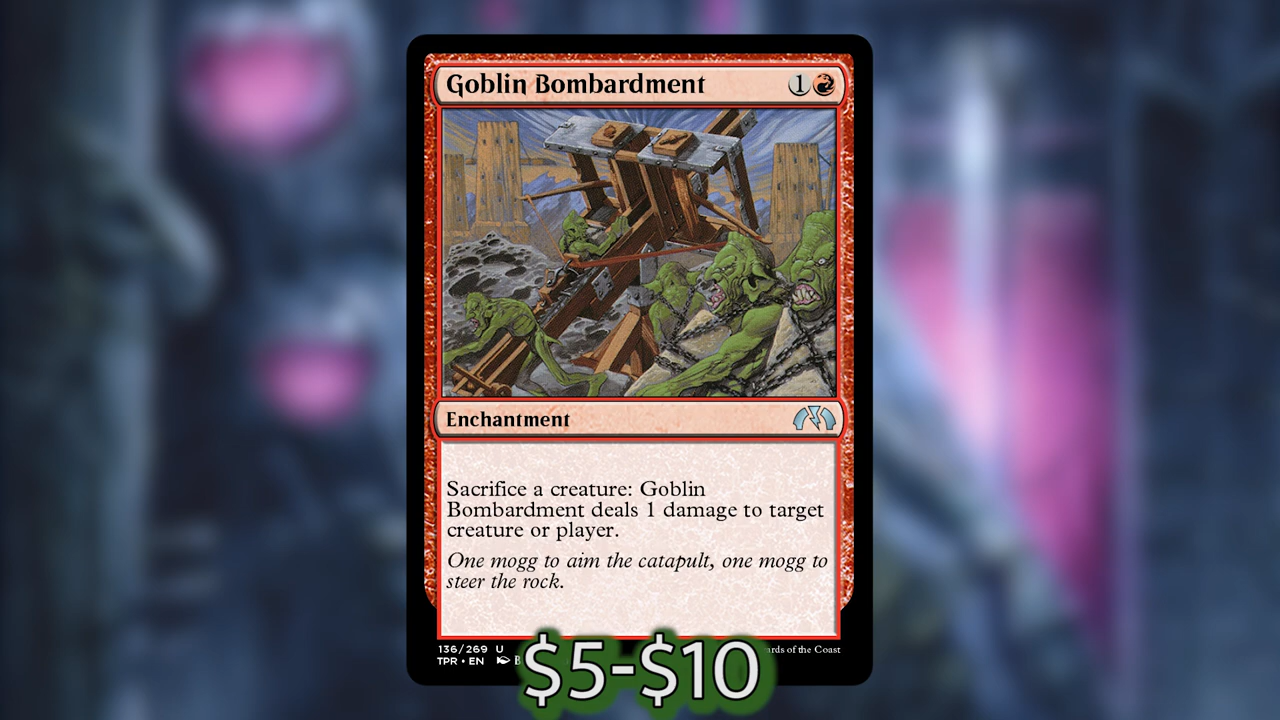 Goblin Bombardment 1
Enchantment
Sacrifice a creature: Goblin
Bombardment deals 1 damage to target
creature or player.
One mogg to aim the catapult, one mogg to
steer the rock.
136/269 U
TPR • EN B
of the Coast
$5-$10